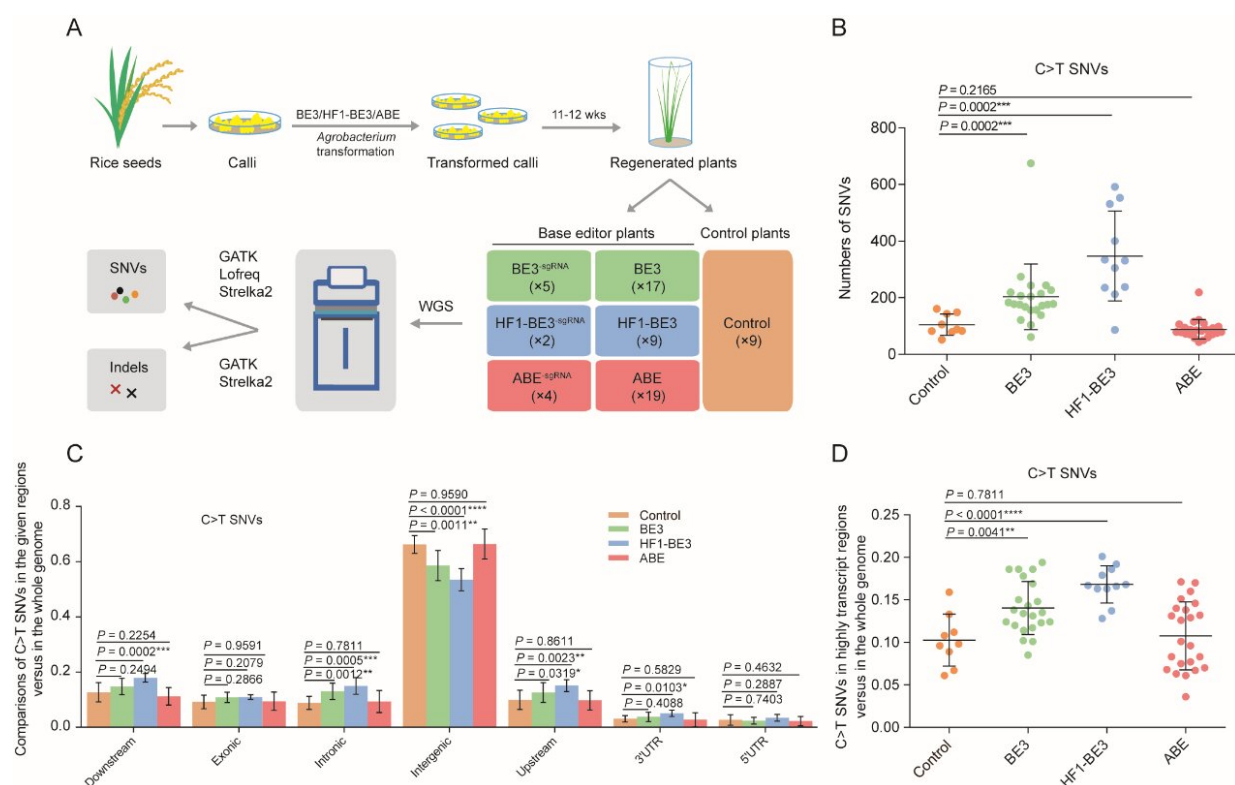 A
Rice seeds
Calli
BE3/HF1-BE3/ABE
Agrobacterium
transformation
Transformed calli
11-12 wks
Regenerated plants
Base editor plants
Control plants
BE3-sgRNA
(×5)
BE3
(×17)
HF1-BE3-sgRNA
(×2)
HF1-BE3
(×9)
ABE-sgRNA
(×4)
ABE
(×19)
Control
(×9)
WGS
GATK
Lofreq
Strelka2
GATK
Strelka2
SNVs
Indels
B
C>T SNVs
P = 0.2165
P = 0.0002***
P = 0.0002***
Numbers of SNVs
800
600
400
200
0
Control
BE3
HF1-BE3
ABE
C
C>T SNVs
Comparisons of C>T SNVs in the given regions
versus in the whole genome
0.8
0.6
0.4
0.2
0.0
P = 0.2254
P = 0.0002***
P = 0.2494
P = 0.9591
P = 0.2079
P = 0.2866
P = 0.7811
P = 0.0005***
P = 0.0012**
P = 0.9590
P < 0.0001****
P = 0.0011**
P = 0.8611
P = 0.0023**
P = 0.0319*
P = 0.5829
P = 0.0103*
P = 0.4088
P = 0.4632
P = 0.2887
P = 0.7403
Control
BE3
HF1-BE3
ABE
Downstream
Exonic
Intronic
Intergenic
Upstream
3'UTR
5'UTR
D
C>T SNVs
P = 0.7811
P < 0.0001****
P = 0.0041**
C>T SNVs in highly transcript regions
versus in the whole genome
0.25
0.20
0.15
0.10
0.05
0.00
Control
BE3
HF1-BE3
ABE